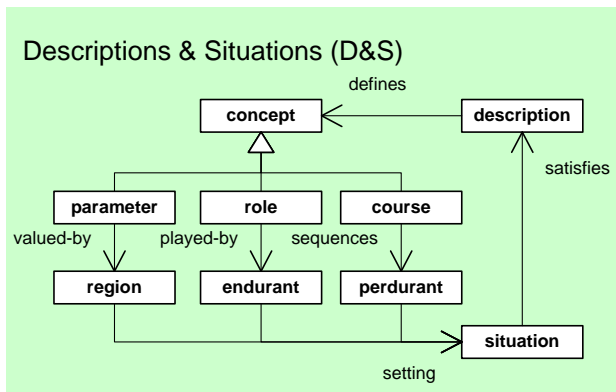 Descriptions & Situations (D&S)
defines
concept
description
satisfies
parameter
role
course
valued-by
played-by
sequences
region
endurant
perdurant
situation
setting